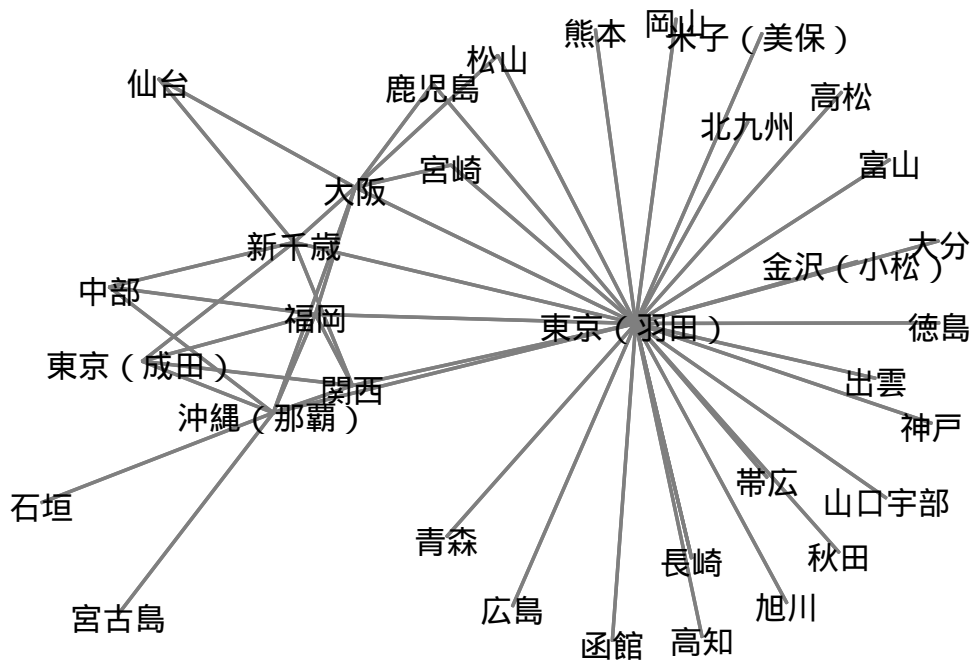 熊本
岡山
米子（美保）
松山
仙台
鹿児島
高松
北九州
富山
宮崎
大阪
新千歳
大分
金沢（小松）
中部
福岡
東京（羽田）
徳島
東京（成田）
関西
出雲
沖縄（那覇）
神戸
帯広
山口宇部
石垣
青森
秋田
長崎
広島
旭川
宮古島
函館
高知